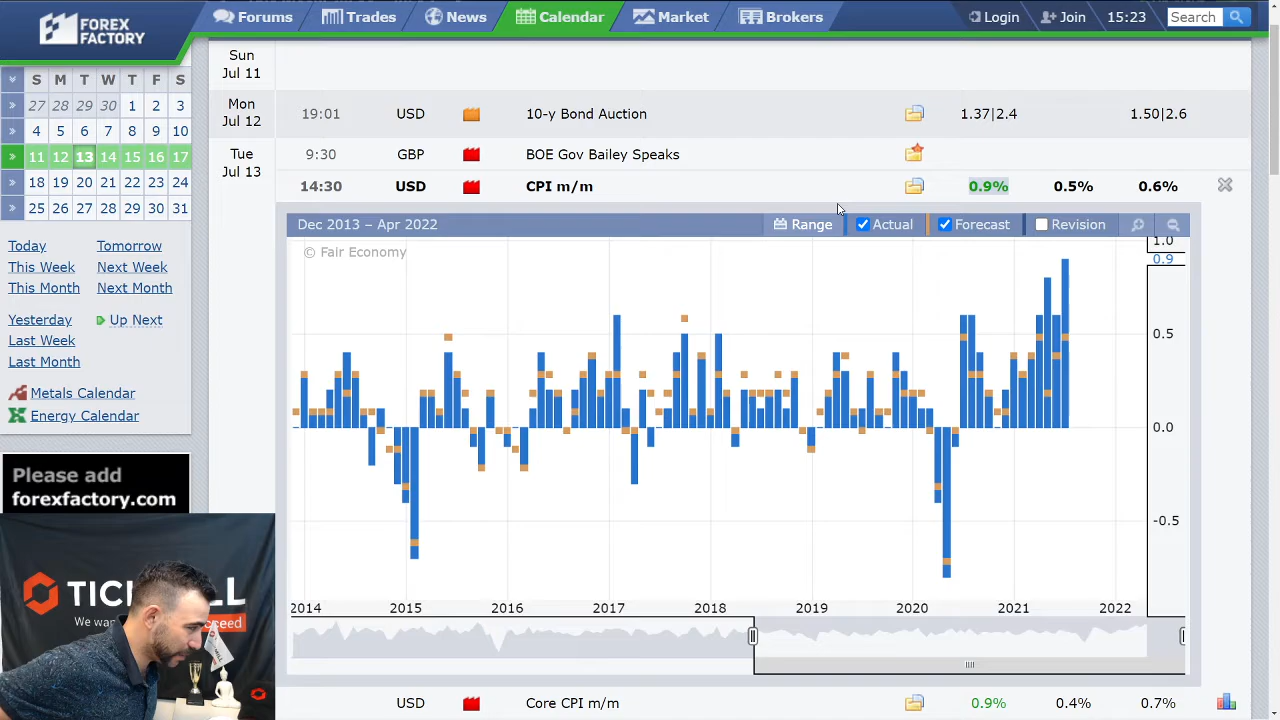 FOREX
FACTORY
Forums
Trades
News
Calendar
Market
Brokers
Login
Join
15:23
Search
S M T W T F S
27 28 29 30 1 2 3
4 5 6 7 8 9 10
11 12 13 14 15 16 17
18 19 20 21 22 23 24
25 26 27 28 29 30 31
Today Tomorrow
This Week Next Week
This Month Next Month
Yesterday Up Next
Last Week
Last Month
Metals Calendar
Energy Calendar
Please add
forexfactory.com
Sun
Jul 11
Mon
Jul 12
19:01 USD 10-y Bond Auction 1.37|2.4 1.50|2.6
Tue
Jul 13
9:30 GBP BOE Gov Bailey Speaks
14:30 USD CPI m/m 0.9% 0.5% 0.6%
Dec 2013 – Apr 2022 Range Actual Forecast Revision
© Fair Economy
1.0
0.9
0.5
0.0
-0.5
2014 2015 2016 2017 2018 2019 2020 2021 2022
USD Core CPI m/m 0.9% 0.4% 0.7%